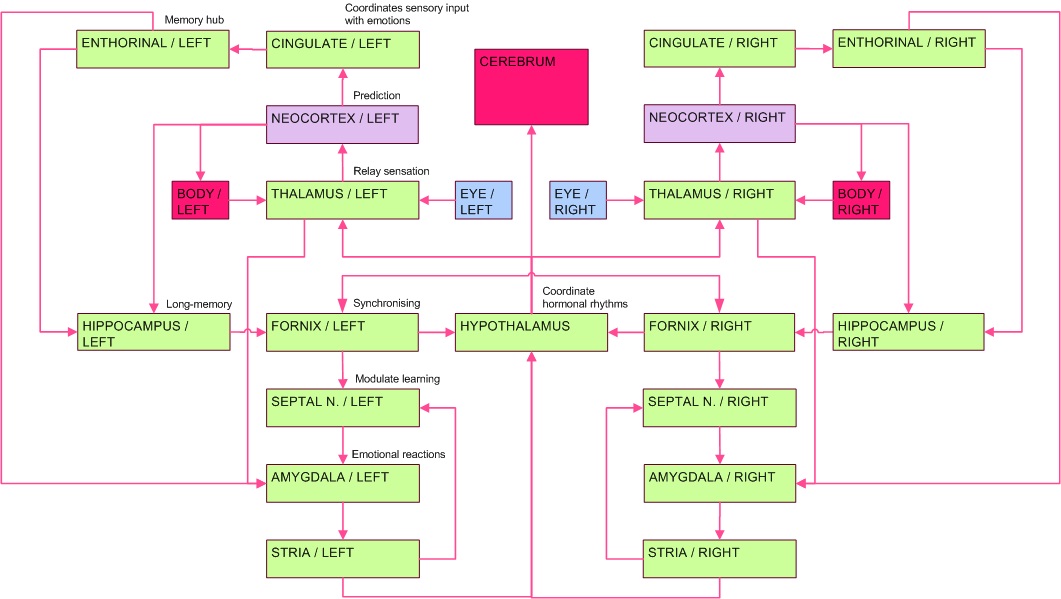 Memory hub
Coordinates sensory input
with emotions
ENTHORINAL / LEFT
CINGULATE / LEFT
CEREBRUM
CINGULATE / RIGHT
ENTHORINAL / RIGHT
Prediction
NEOCORTEX / LEFT
NEOCORTEX / RIGHT
Relay sensation
BODY /
LEFT
THALAMUS / LEFT
EYE /
LEFT
EYE /
RIGHT
THALAMUS / RIGHT
BODY /
RIGHT
Long-memory
Synchronising
Coordinate
hormonal rhythms
HIPPOCAMPUS /
LEFT
FORNIX / LEFT
HYPOTHALAMUS
FORNIX / RIGHT
HIPPOCAMPUS /
RIGHT
Modulate learning
SEPTAL N. / LEFT
SEPTAL N. / RIGHT
Emotional reactions
AMYGDALA / LEFT
AMYGDALA / RIGHT
STRIA / LEFT
STRIA / RIGHT